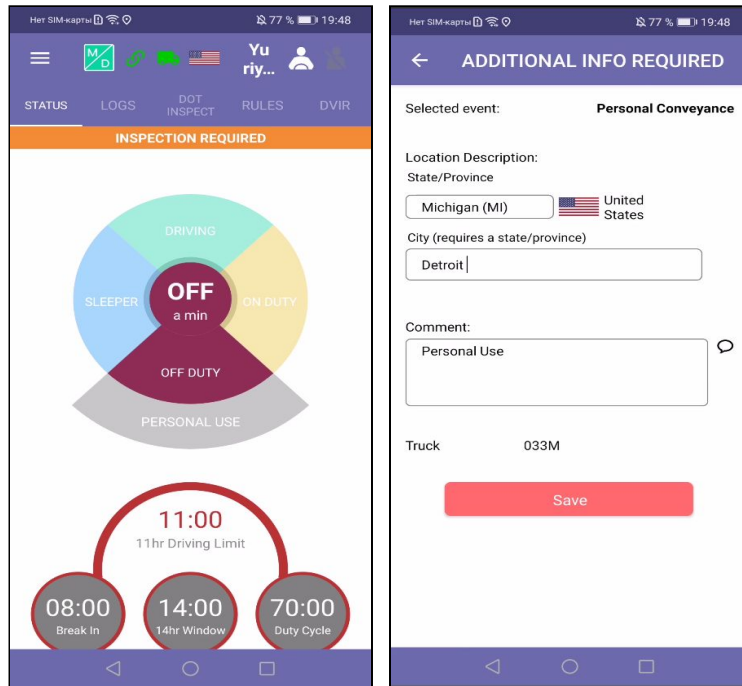 Нет SIM-карты
77 %
19:48
M/D
Yu
riy...
STATUS
LOGS
DOT
INSPECT
RULES
DVIR
INSPECTION REQUIRED
DRIVING
SLEEPER
OFF
a min
ON DUTY
OFF DUTY
PERSONAL USE
11:00
11hr Driving Limit
08:00
Break In
14:00
14hr Window
70:00
Duty Cycle
Нет SIM-карты
77 %
19:48
ADDITIONAL INFO REQUIRED
Selected event:
Personal Conveyance
Location Description:
State/Province
Michigan (MI)
United
States
City (requires a state/province)
Detroit
Comment:
Personal Use
Truck
033M
Save